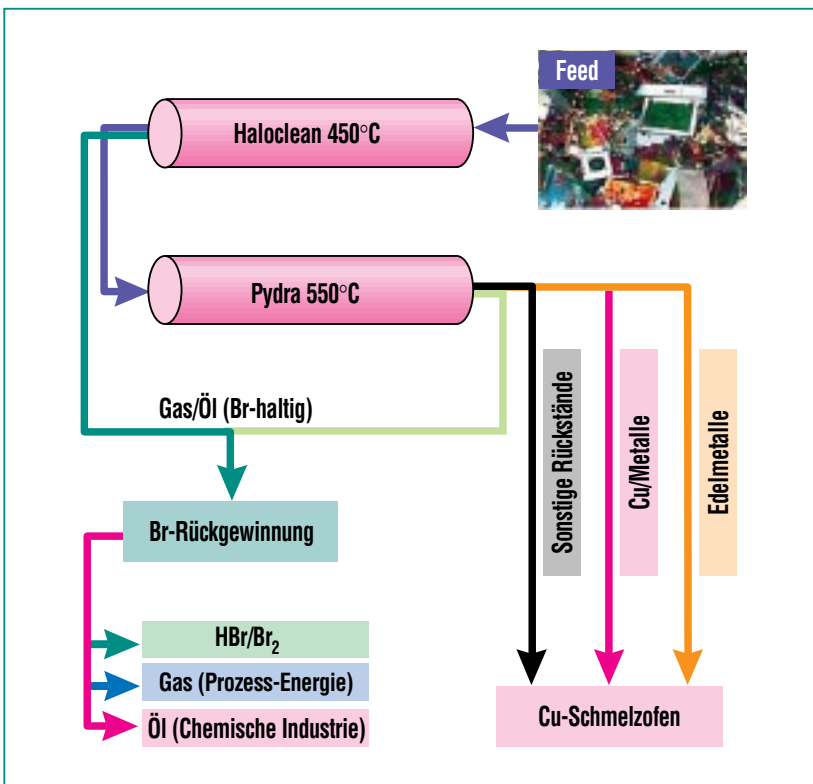 Feed
Haloclean 450°C
Pydra 550°C
Gas/Öl (Br-haltig)
Sonstige Rückstände
Cu/Metalle
Edelmetalle
Br-Rückgewinnung
HBr/Br₂
Gas (Prozess-Energie)
Öl (Chemische Industrie)
Cu-Schmelzofen